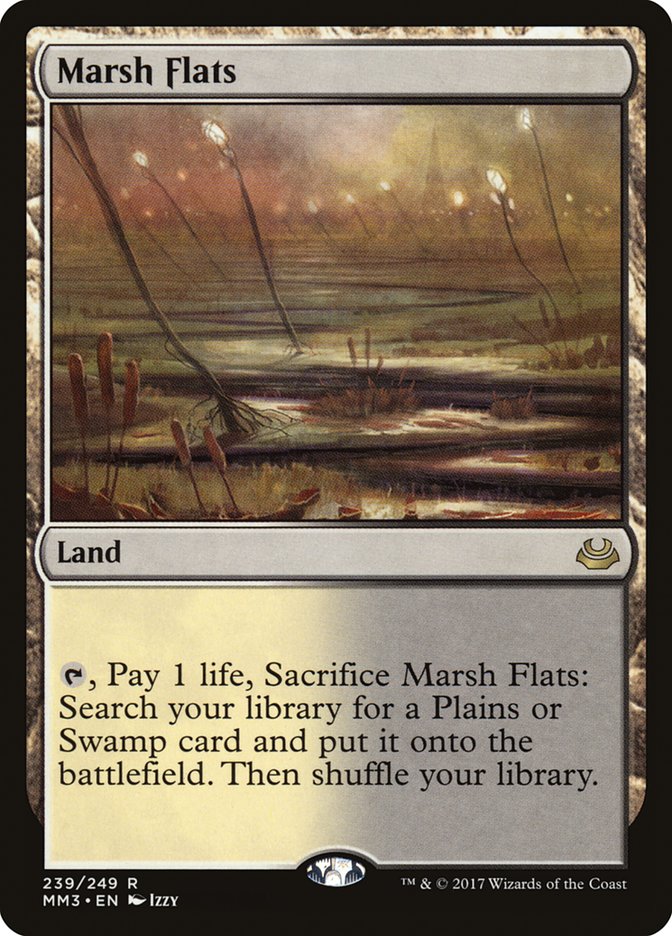 Marsh Flats
Land
, Pay 1 life, Sacrifice Marsh Flats:
Search your library for a Plains or
Swamp card and put it onto the
battlefield. Then shuffle your library.
239/249 R
MM3 • EN Izzy
™ & © 2017 Wizards of the Coast